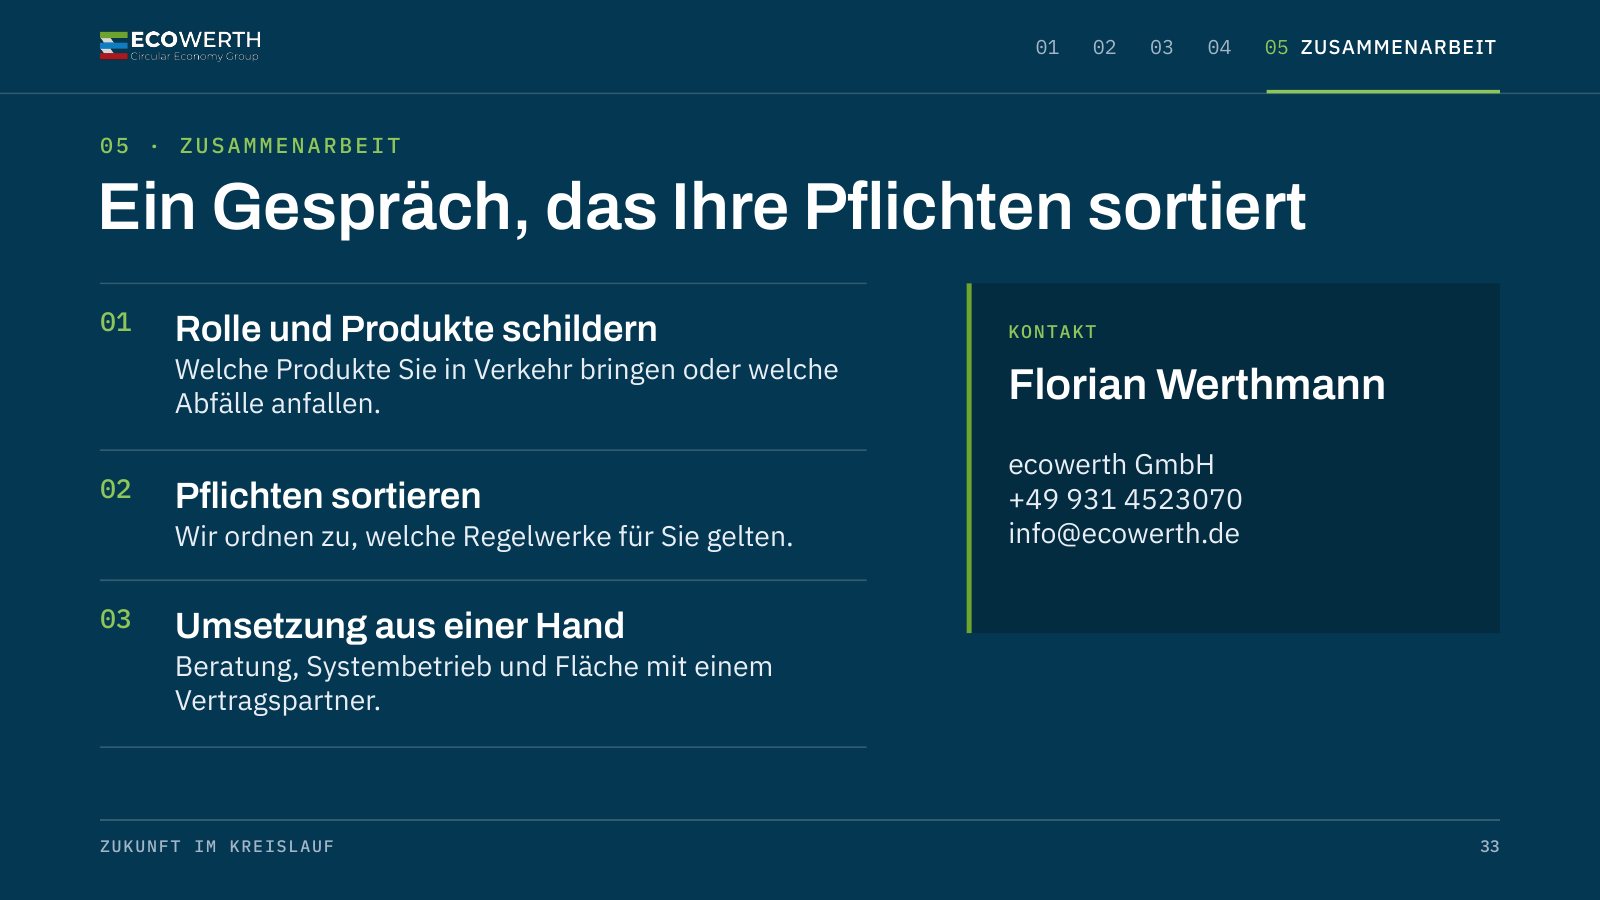 ECOWERTH
Circular Economy Group
01 02 03 04 05 ZUSAMMENARBEIT
05 · ZUSAMMENARBEIT
Ein Gespräch, das Ihre Pflichten sortiert
01
Rolle und Produkte schildern
Welche Produkte Sie in Verkehr bringen oder welche
Abfälle anfallen.
02
Pflichten sortieren
Wir ordnen zu, welche Regelwerke für Sie gelten.
03
Umsetzung aus einer Hand
Beratung, Systembetrieb und Fläche mit einem
Vertragspartner.
KONTAKT
Florian Werthmann
ecowerth GmbH
+49 931 4523070
info@ecowerth.de
ZUKUNFT IM KREISLAUF
33